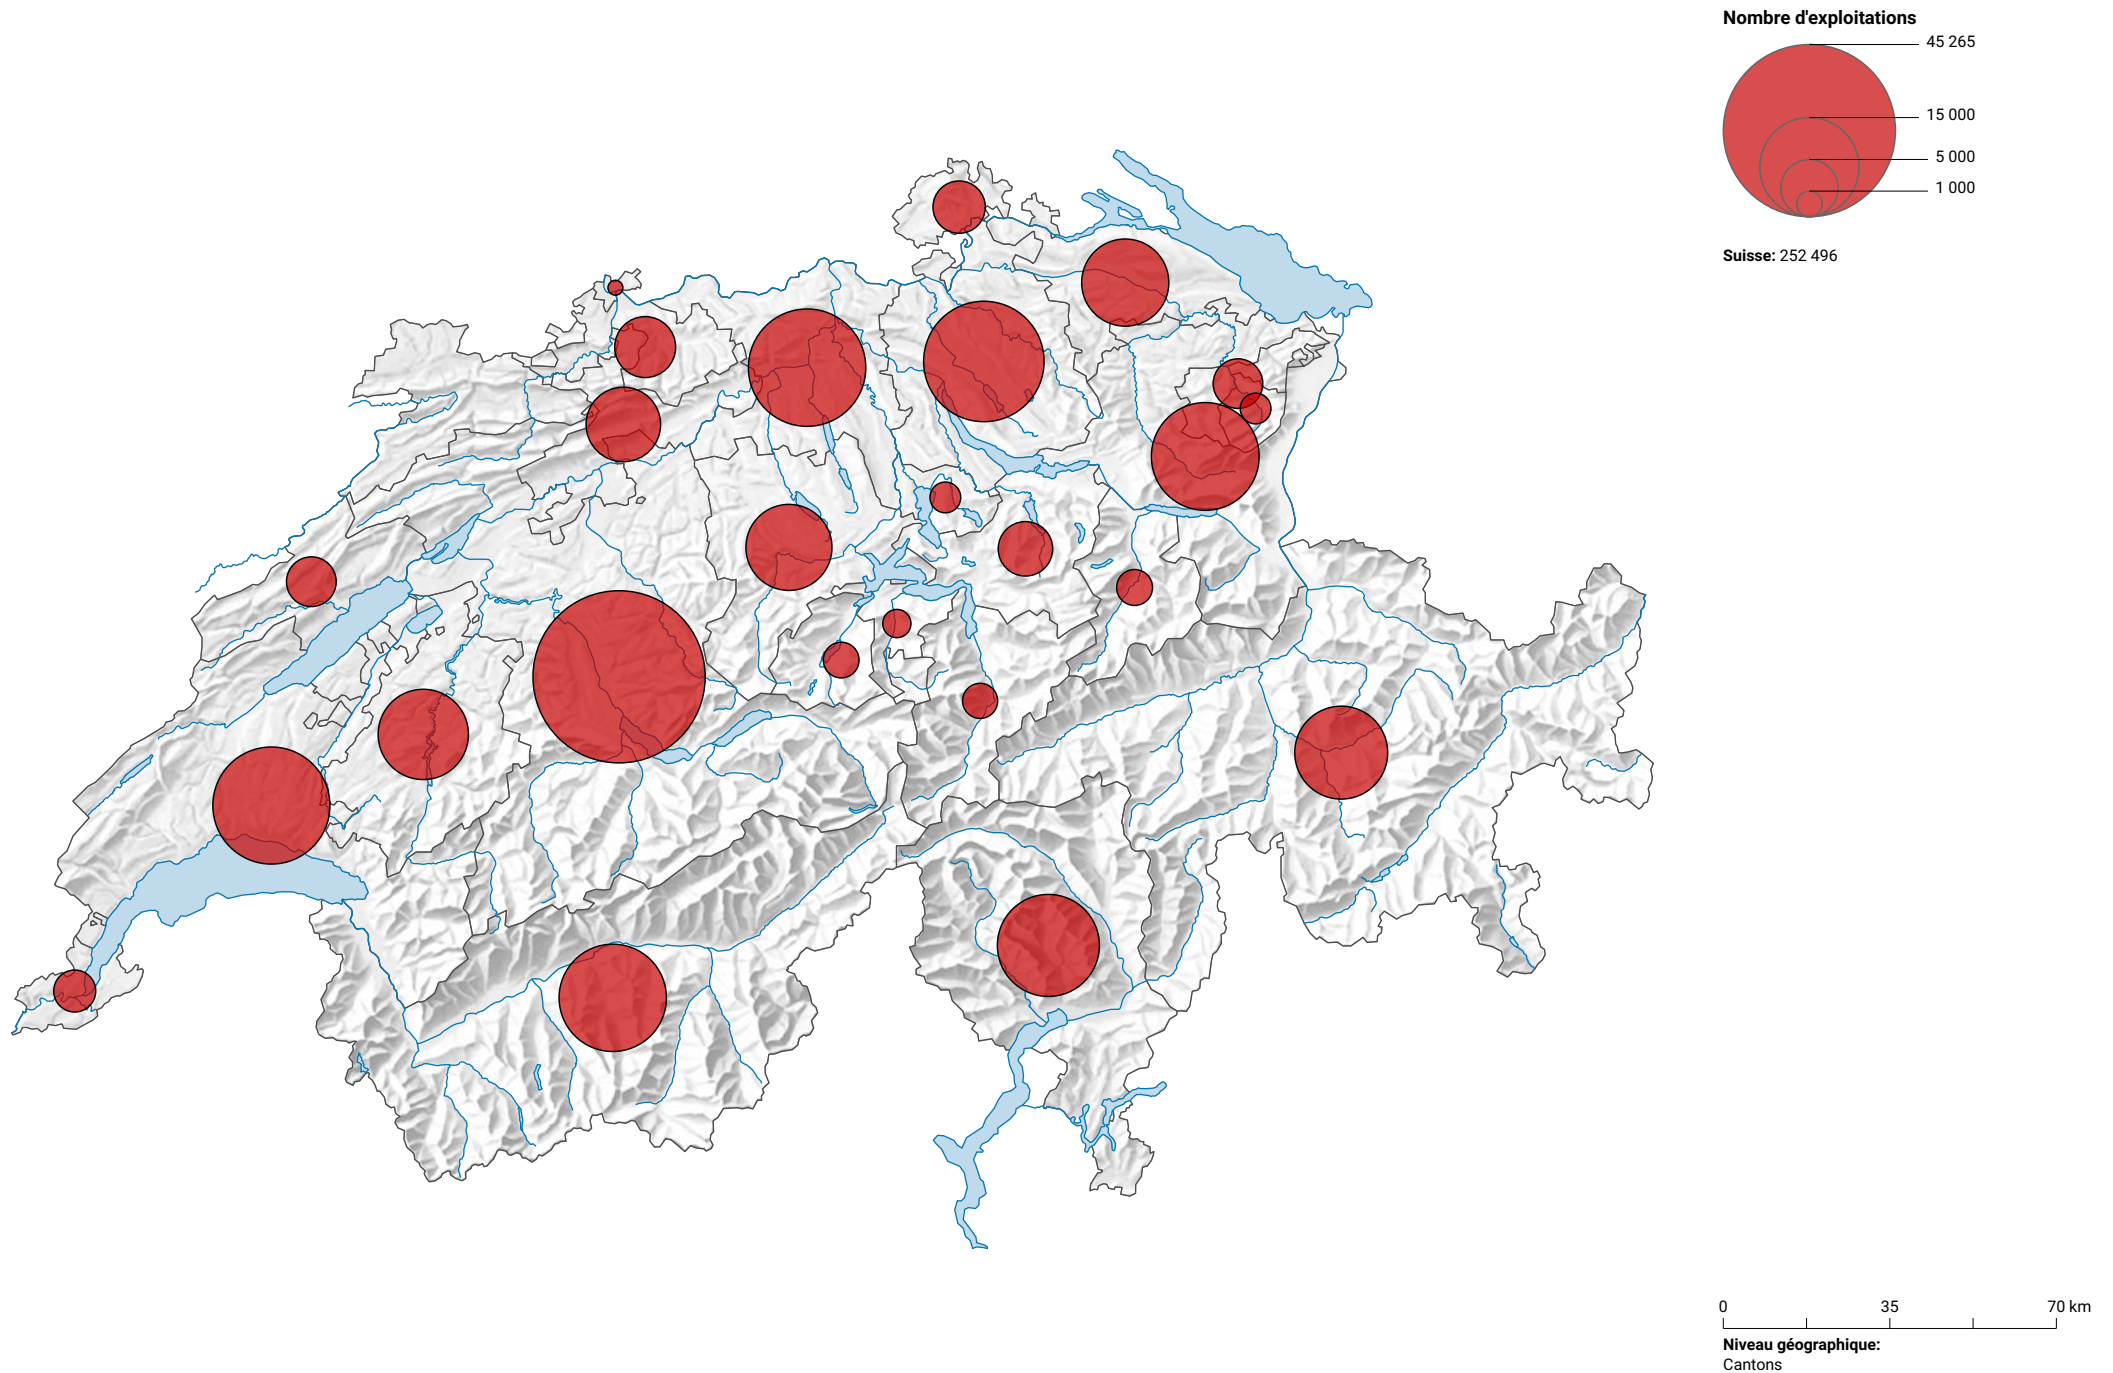 Nombre d'exploitations
45 265
15 000
5 000
1 000
Suisse: 252 496
0 35 70 km
Niveau géographique:
Cantons